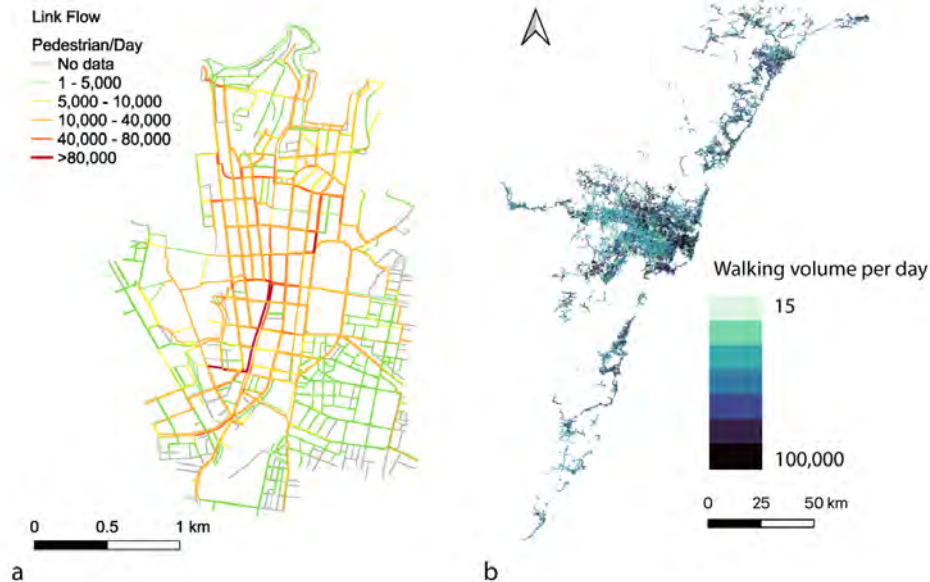 Link Flow
Pedestrian/Day
No data
1 - 5,000
5,000 - 10,000
10,000 - 40,000
40,000 - 80,000
>80,000
0 0.5 1 km
a
Walking volume per day
15
100,000
0 25 50 km
b